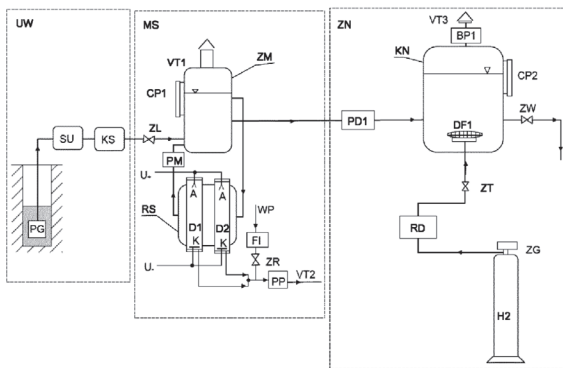 UW
MS
ZN
VT1
ZM
CP1
SU
KS
ZL
PM
PG
U+
RS
A
A
D1
D2
K
K
U-
WP
FI
ZR
PP
VT2
PD1
VT3
BP1
KN
CP2
DF1
ZW
ZT
RD
ZG
H2